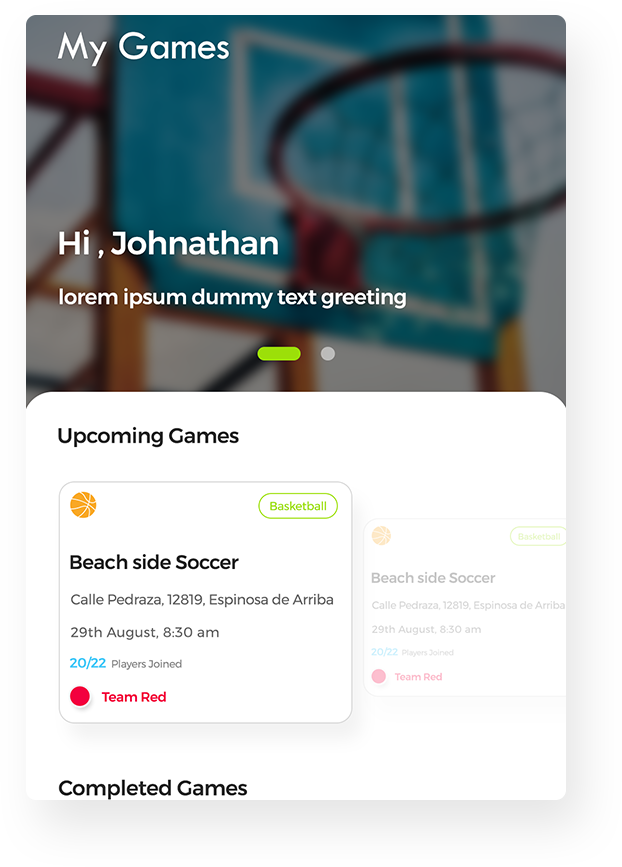 My Games
Hi , Johnathan
lorem ipsum dummy text greeting
Upcoming Games
Basketball
Beach side Soccer
Calle Pedraza, 12819, Espinosa de Arriba
29th August, 8:30 am
20/22 Players Joined
Team Red
Basketball
Beach side Soccer
Calle Pedraza, 12819, Espinosa de Arriba
29th August, 8:30 am
20/22 Players Joined
Team Red
Completed Games